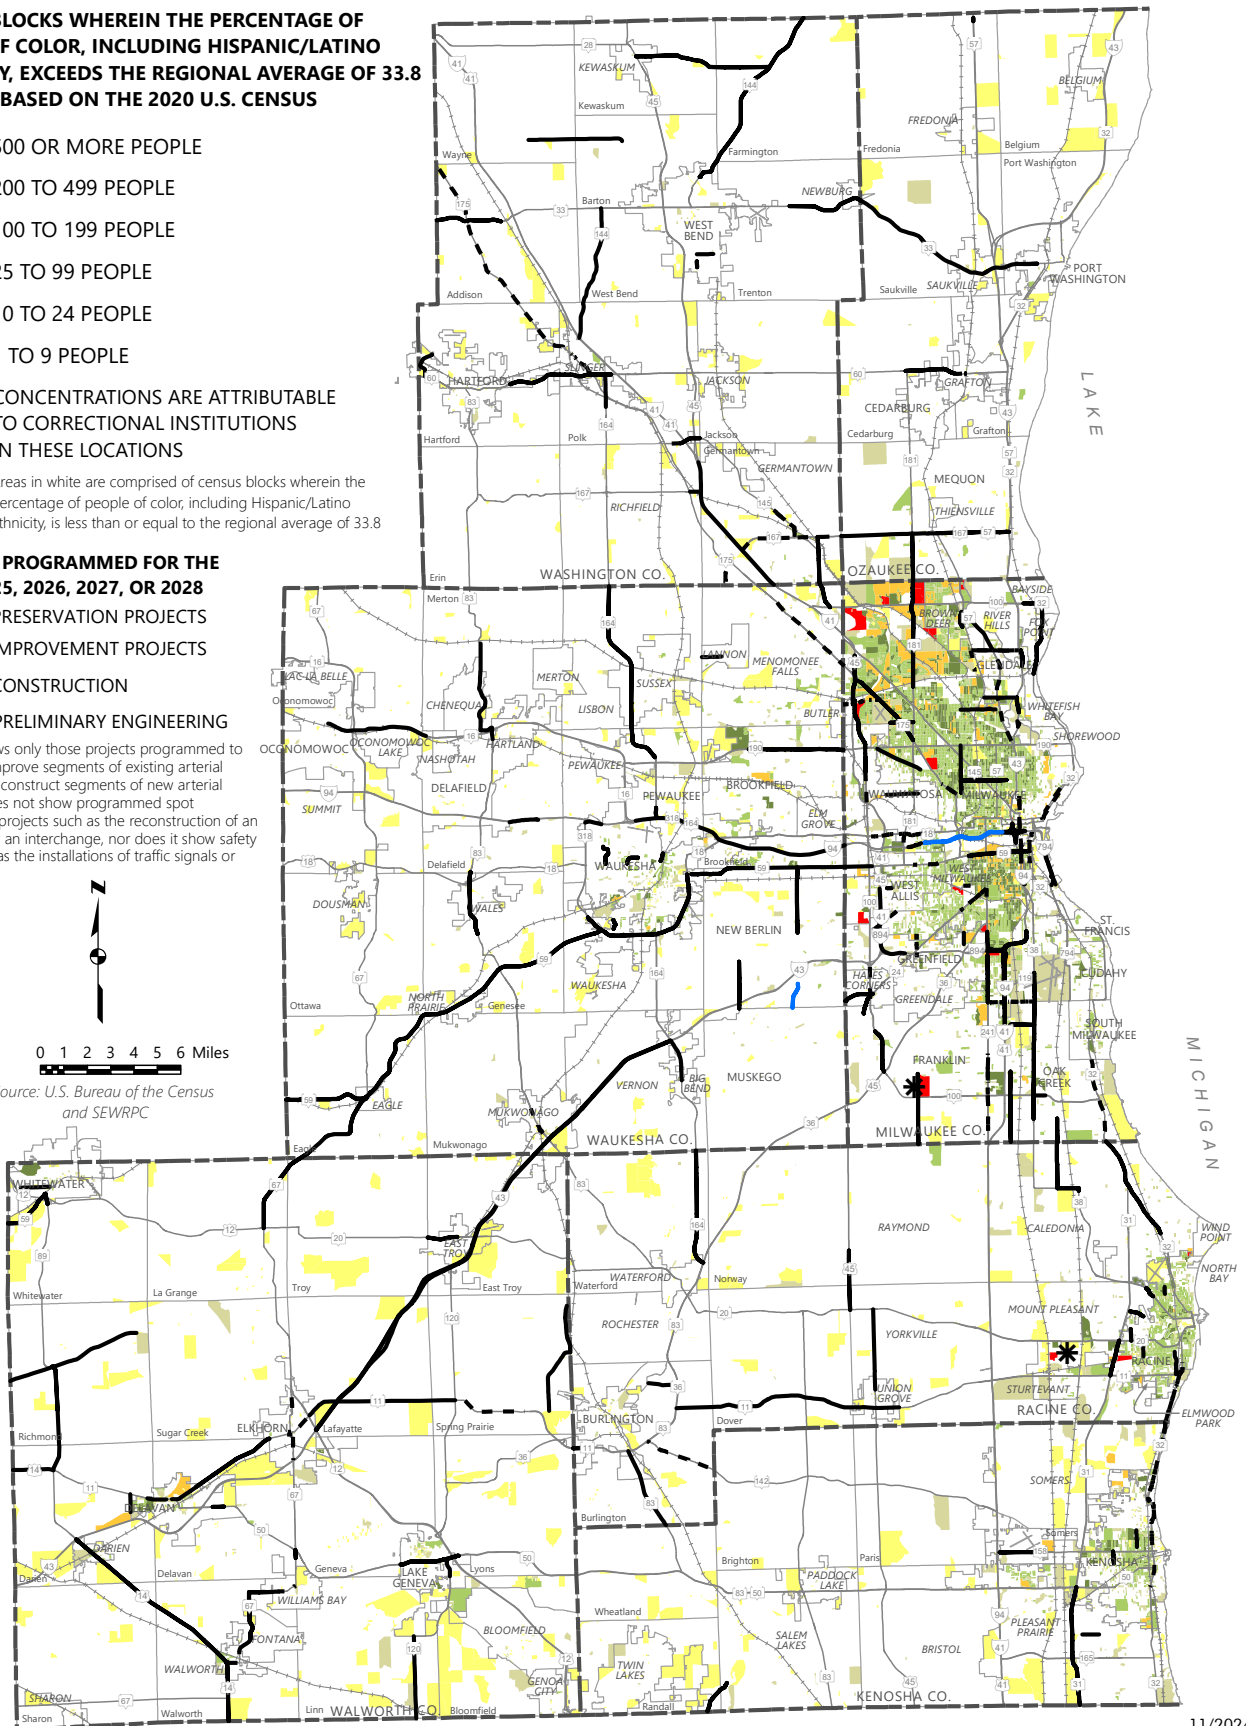 BLOCKS WHEREIN THE PERCENTAGE OF
F COLOR, INCLUDING HISPANIC/LATINO
Y, EXCEEDS THE REGIONAL AVERAGE OF 33.8
BASED ON THE 2020 U.S. CENSUS
500 OR MORE PEOPLE
200 TO 499 PEOPLE
00 TO 199 PEOPLE
25 TO 99 PEOPLE
0 TO 24 PEOPLE
TO 9 PEOPLE
CONCENTRATIONS ARE ATTRIBUTABLE
TO CORRECTIONAL INSTITUTIONS
N THESE LOCATIONS
reas in white are comprised of census blocks wherein the
ercentage of people of color, including Hispanic/Latino
thnicity, is less than or equal to the regional average of 33.8
PROGRAMMED FOR THE
25, 2026, 2027, OR 2028
PRESERVATION PROJECTS
IMPROVEMENT PROJECTS
CONSTRUCTION
PRELIMINARY ENGINEERING
ws only those projects programmed to
mprove segments of existing arterial
construct segments of new arterial
es not show programmed spot
projects such as the reconstruction of an
an interchange, nor does it show safety
as the installations of traffic signals or
N
0 1 2 3 4 5 6 Miles
ource: U.S. Bureau of the Census
and SEWRPC
KEWASKUM
Kewaskum
Wayne
Farmington
BELGIUM
FREDONIA
Fredonia
Belgium
Port Washington
NEWBURG
Barton
WEST
BEND
PORT
WASHINGTON
Addison
West Bend
Trenton
Saukville
SAUKVILLE
SLINGER
HARTFORD
JACKSON
GRAFTON
CEDARBURG
LAKE
Hartford
Polk
Jackson
Germantown
Cedarburg
Grafton
GERMANTOWN
MEQUON
RICHFIELD
THIENSVILLE
Erin
WASHINGTON CO.
OZAUKEE CO.
Merton
BAYSIDE
BROWN
DEER
RIVER
HILLS
FOX
POINT
LANNON
MENOMONEE
FALLS
GLENDALE
LAC LA BELLE
Oconomowoc
MERTON
SUSSEX
CHENEQUA
LISBON
BUTLER
WHITEFISH
BAY
SHOREWOOD
OCONOMOWOC
OCONOMOWOC
LAKE
HARTLAND
NASHOTAH
PEWAUKEE
DELAFIELD
PEWAUKEE
BROOKFIELD
WAUWATOSA
MILWAUKEE
SUMMIT
ELM
GROVE
Delafield
WAUKESHA
Brookfield
WEST
MILWAUKEE
WEST
ALLIS
DOUSMAN
WALES
NEW BERLIN
ST.
FRANCIS
GREENFIELD
CUDAHY
WAUKESHA
HALES
CORNERS
GREENDALE
Ottawa
NORTH
PRAIRIE
Genesee
SOUTH
MILWAUKEE
FRANKLIN
MICHIGAN
VERNON
BIG
BEND
MUSKEGO
OAK
CREEK
EAGLE
MUKWONAGO
WAUKESHA CO.
MILWAUKEE CO.
Eagle
Mukwonago
WHITEWATER
RAYMOND
CALEDONIA
WIND
POINT
EAST
TROY
NORTH
BAY
WATERFORD
Whitewater
La Grange
Troy
East Troy
Waterford
Norway
ROCHESTER
MOUNT PLEASANT
YORKVILLE
RACINE
UNION
GROVE
STURTEVANT
RACINE CO.
ELMWOOD
PARK
Richmond
Sugar Creek
ELKHORN
Lafayette
Spring Prairie
BURLINGTON
Dover
SOMERS
DELAVAN
Burlington
Somers
DARIEN
Darien
Delavan
Geneva
LAKE
GENEVA
Lyons
Brighton
Paris
KENOSHA
PADDOCK
LAKE
WILLIAMS BAY
FONTANA
Wheatland
BLOOMFIELD
SALEM
LAKES
PLEASANT
PRAIRIE
BRISTOL
WALWORTH
TWIN
LAKES
GENOA
CITY
SHARON
Sharon
Walworth
Linn
WALWORTH CO.
Bloomfield
Randall
KENOSHA CO.